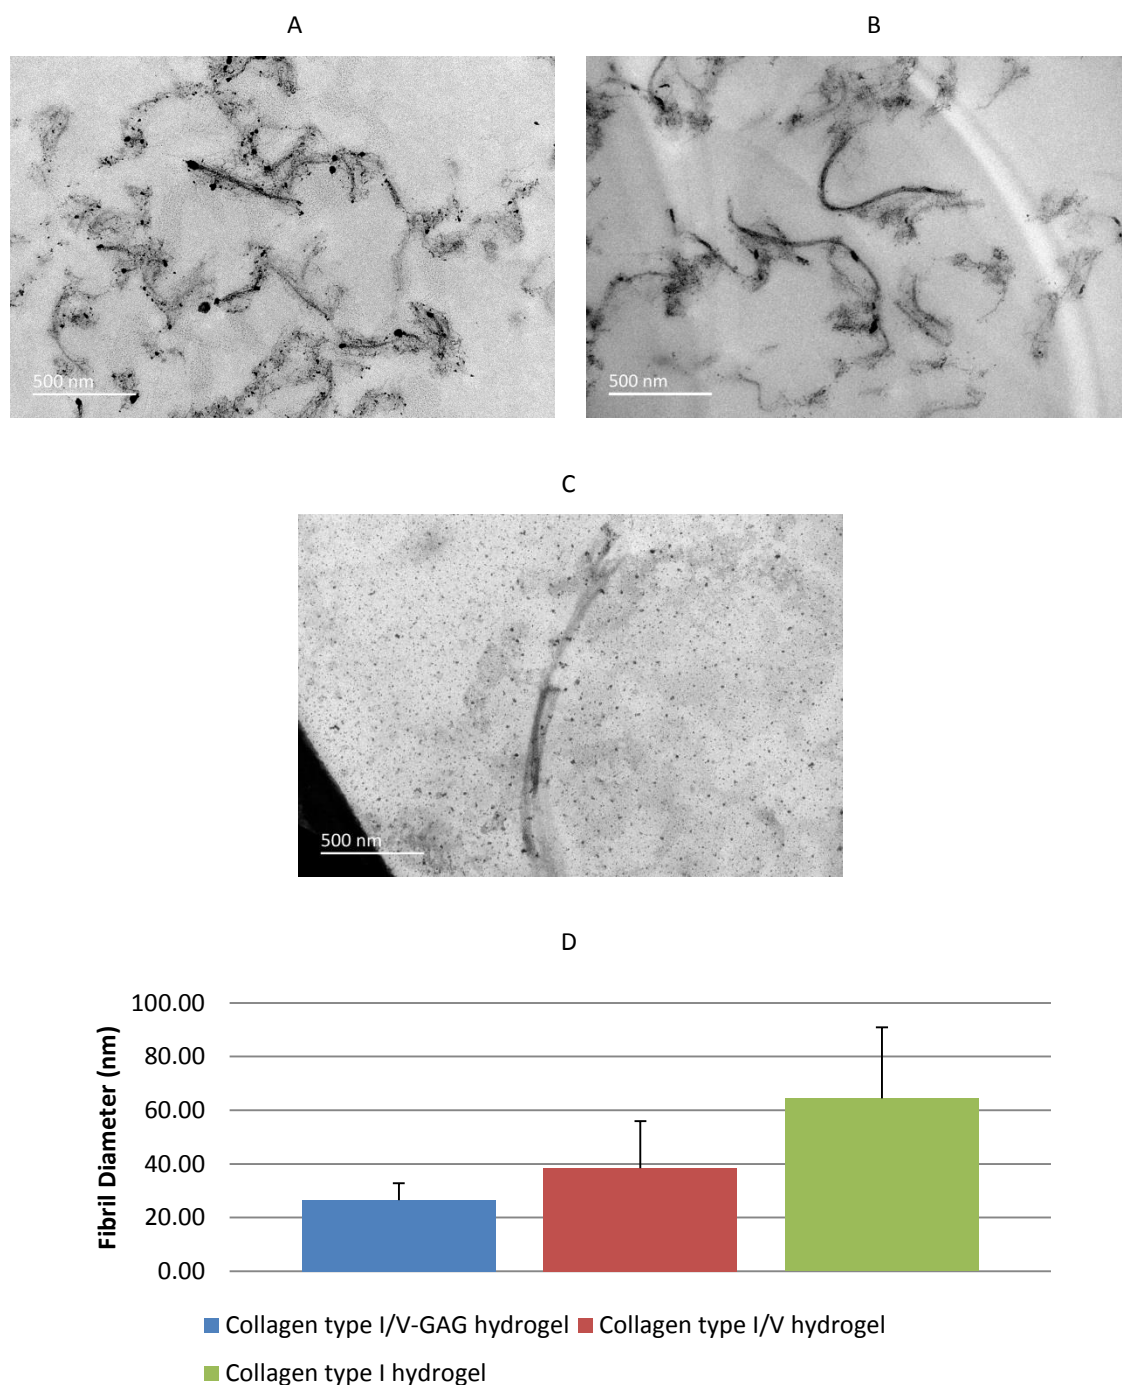 A
B
500 nm
500 nm
C
500 nm
D
100.00
80.00
60.00
40.00
20.00
0.00
Fibril Diameter (nm)
Collagen type I/V-GAG hydrogel
Collagen type I/V hydrogel
Collagen type I hydrogel